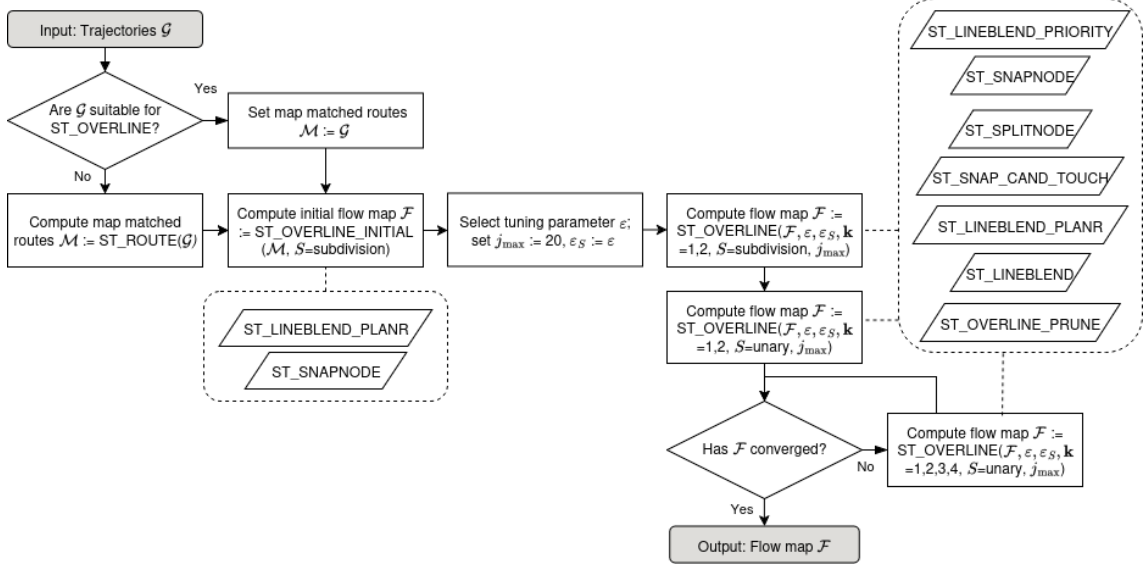 Input: Trajectories 𝒢
Are 𝒢 suitable for
ST_OVERLINE?
Yes
No
Set map matched routes
ℳ := 𝒢
Compute map matched
routes ℳ := ST_ROUTE(𝒢)
Compute initial flow map ℱ
:= ST_OVERLINE_INITIAL
(ℳ, S=subdivision)
ST_LINEBLEND_PLANR
ST_SNAPNODE
Select tuning parameter ε;
set j_max := 20, ε_S := ε
Compute flow map ℱ :=
ST_OVERLINE(ℱ, ε, ε_S, k
=1,2, S=subdivision, j_max)
Compute flow map ℱ :=
ST_OVERLINE(ℱ, ε, ε_S, k
=1,2, S=unary, j_max)
Has ℱ converged?
No
Yes
Compute flow map ℱ :=
ST_OVERLINE(ℱ, ε, ε_S, k
=1,2,3,4, S=unary, j_max)
Output: Flow map ℱ
ST_LINEBLEND_PRIORITY
ST_SNAPNODE
ST_SPLITNODE
ST_SNAP_CAND_TOUCH
ST_LINEBLEND_PLANR
ST_LINEBLEND
ST_OVERLINE_PRUNE